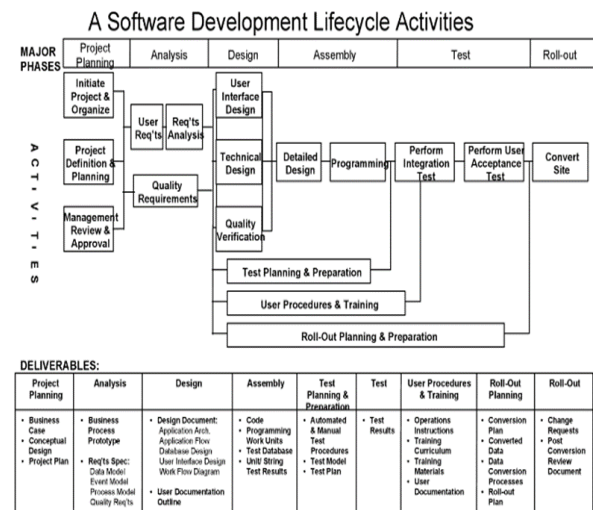 A Software Development Lifecycle Activities
MAJOR
PHASES
Project
Planning
Analysis
Design
Assembly
Test
Roll-out
ACTIVITIES
Initiate
Project &
Organize
Project
Definition &
Planning
Management
Review &
Approval
User
Req'ts
Req'ts
Analysis
Quality
Requirements
User
Interface
Design
Technical
Design
Quality
Verification
Detailed
Design
Programming
Perform
Integration
Test
Perform User
Acceptance
Test
Convert
Site
Test Planning & Preparation
User Procedures & Training
Roll-Out Planning & Preparation
DELIVERABLES:
Project
Planning
Analysis
Design
Assembly
Test
Planning &
Preparation
Test
User Procedures
& Training
Roll-Out
Planning
Roll-Out
• Business
Case
• Conceptual
Design
• Project Plan
• Business
Process
Prototype
• Req'ts Spec:
Data Model
Event Model
Process Model
Quality Req'ts
• Design Document:
Application Arch.
Application Flow
Database Design
User Interface Design
Work Flow Diagram
• User Documentation
Outline
• Code
• Programming
Work Units
• Test Database
• Unit/ String
Test Results
• Automated
& Manual
Test
Procedures
• Test Model
• Test Plan
• Test
Results
• Operations
Instructions
• Training
Curriculum
• Training
Materials
• User
Documentation
• Conversion
Plan
• Converted
Data
• Data
Conversion
Processes
• Roll-out
Plan
• Change
Requests
• Post
Conversion
Review
Document